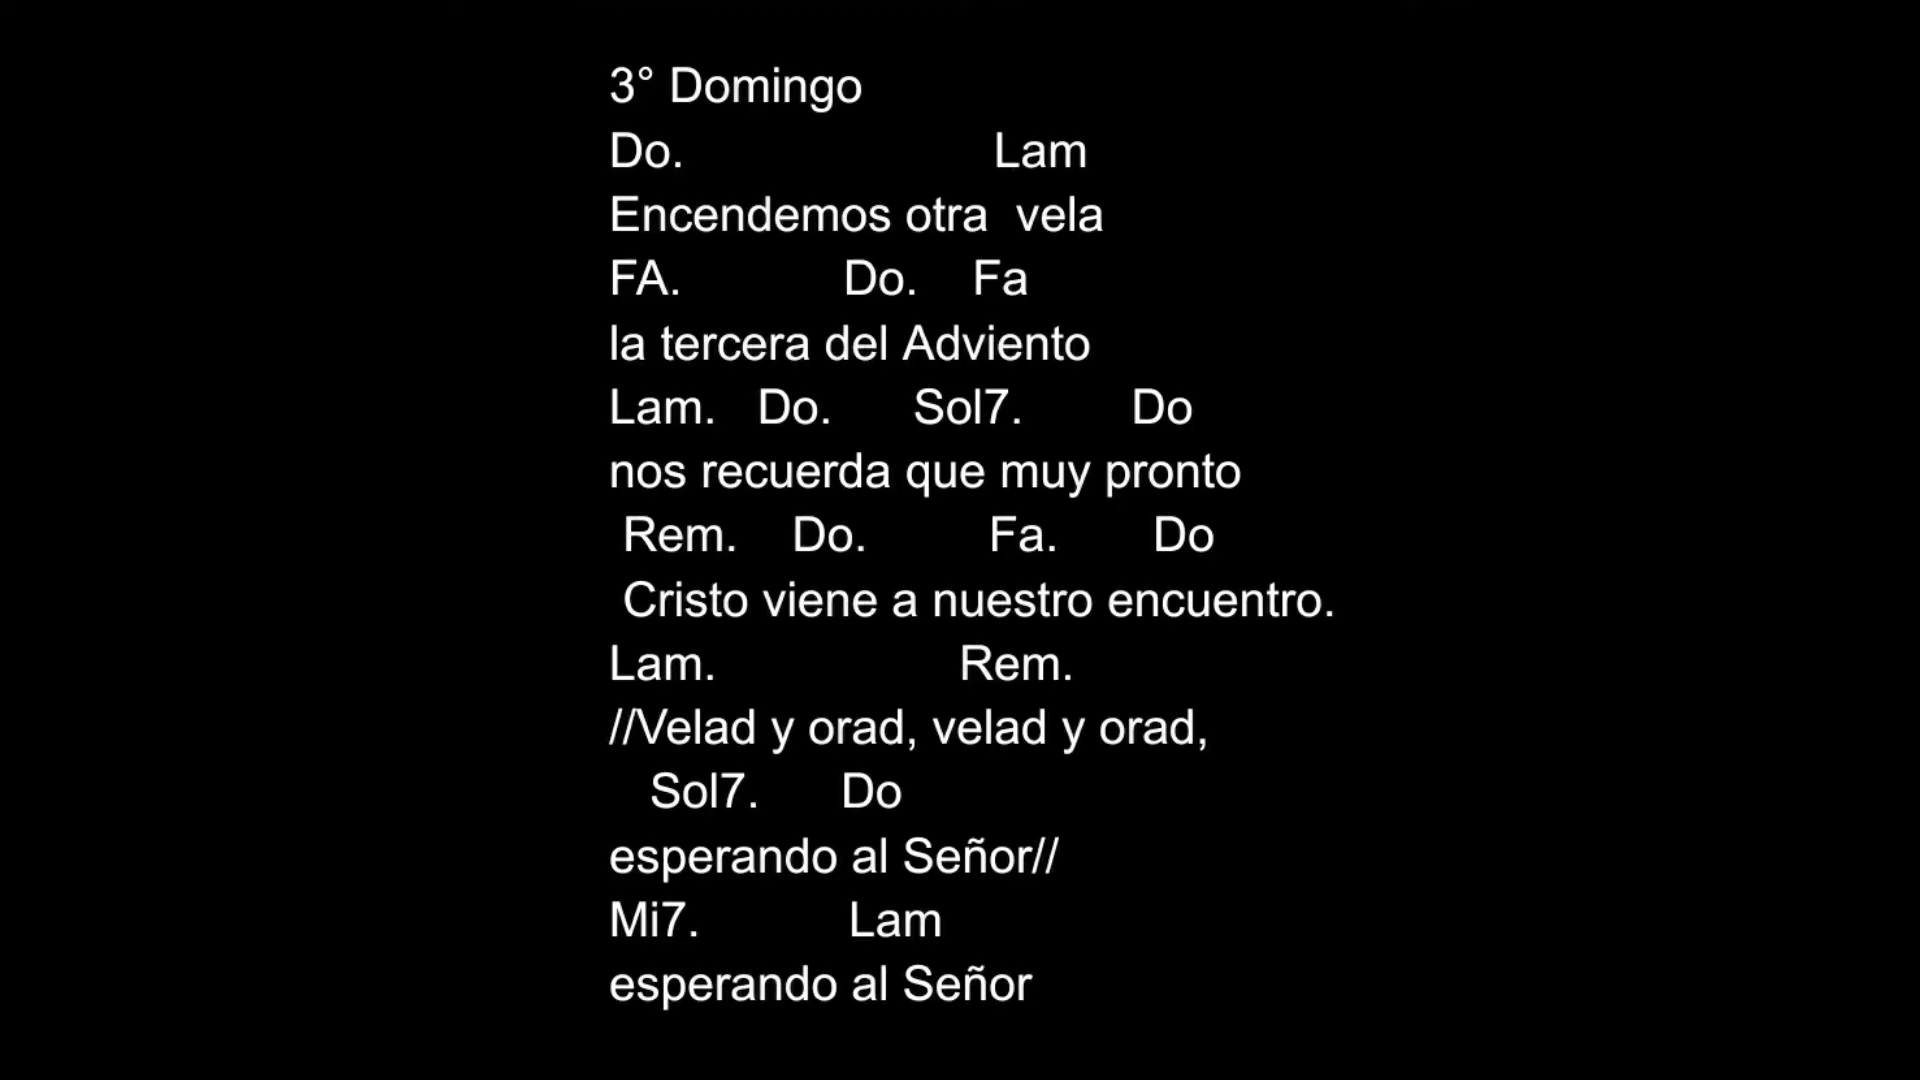 3° Domingo
Do. Lam
Encendemos otra vela
FA. Do. Fa
la tercera del Adviento
Lam. Do. Sol7. Do
nos recuerda que muy pronto
Rem. Do. Fa. Do
Cristo viene a nuestro encuentro.
Lam. Rem.
//Velad y orad, velad y orad,
Sol7. Do
esperando al Señor//
Mi7. Lam
esperando al Señor